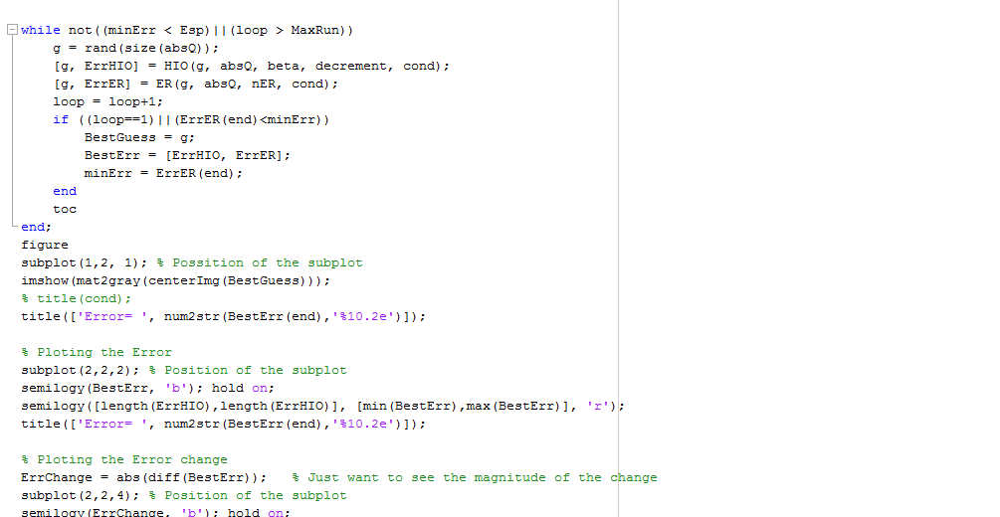 while not((minErr < Esp)||(loop > MaxRun))
g = rand(size(absQ));
[g, ErrHIO] = HIO(g, absQ, beta, decrement, cond);
[g, ErrER] = ER(g, absQ, nER, cond);
loop = loop+1;
if ((loop==1)||(ErrER(end)<minErr))
BestGuess = g;
BestErr = [ErrHIO, ErrER];
minErr = ErrER(end);
end
toc
end;
figure
subplot(1,2, 1); % Possition of the subplot
imshow(mat2gray(centerImg(BestGuess)));
% title(cond);
title(['Error= ', num2str(BestErr(end),'%10.2e')]);
% Ploting the Error
subplot(2,2,2); % Position of the subplot
semilogy(BestErr, 'b'); hold on;
semilogy([length(ErrHIO),length(ErrHIO)], [min(BestErr),max(BestErr)], 'r');
title(['Error= ', num2str(BestErr(end),'%10.2e')]);
% Ploting the Error change
ErrChange = abs(diff(BestErr)); % Just want to see the magnitude of the change
subplot(2,2,4); % Position of the subplot
semilogy(ErrChange, 'b'); hold on;